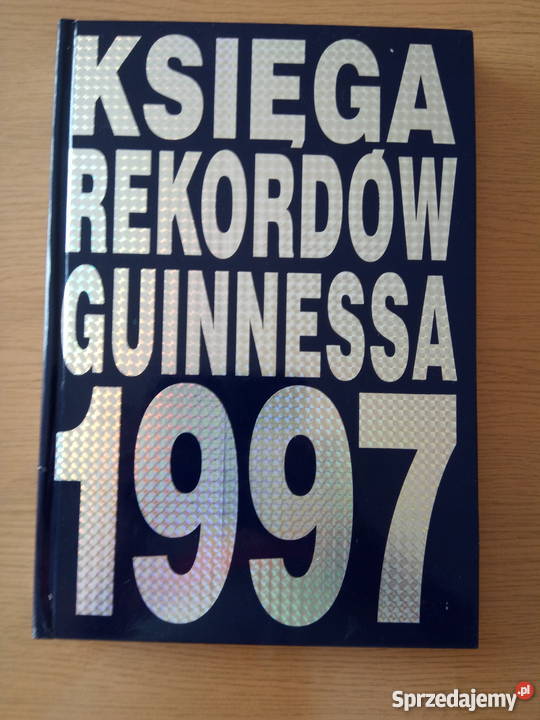 KSIĘGA
REKORDÓW
GUINNESSA
1997
Sprzedajemy.pl